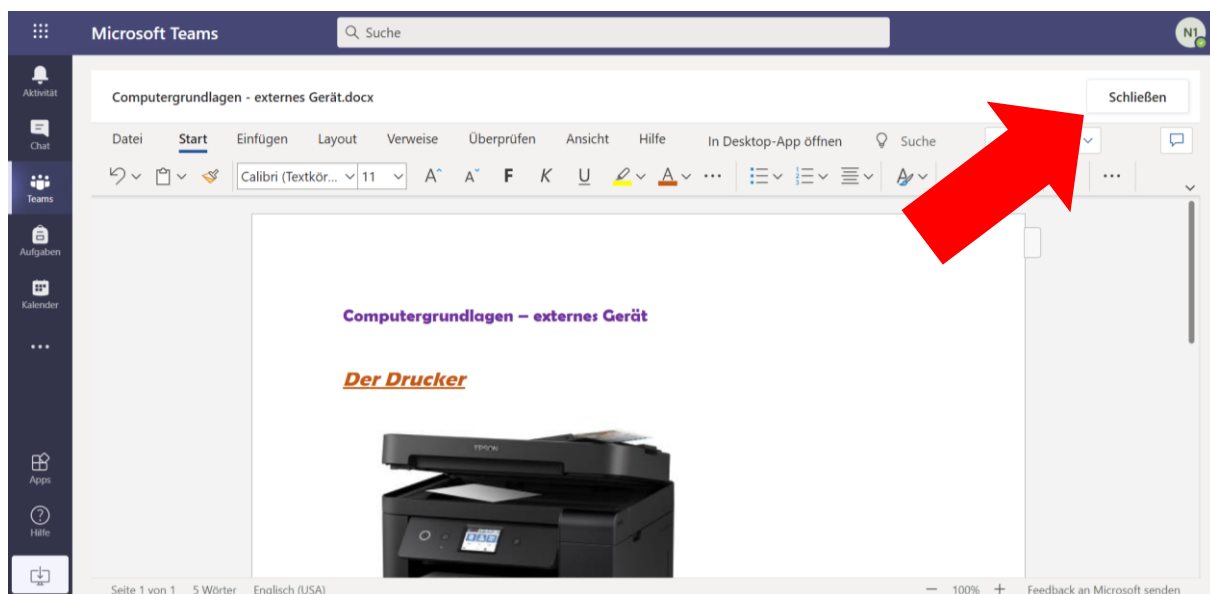 Microsoft Teams
Suche
N1
Aktivität
Chat
Teams
Aufgaben
Kalender
Apps
Hilfe
Computergrundlagen - externes Gerät.docx
Schließen
Datei Start Einfügen Layout Verweise Überprüfen Ansicht Hilfe In Desktop-App öffnen Suche
Calibri (Textkör... 11 A A F K U A
Computergrundlagen – externes Gerät
Der Drucker
EPSON
Seite 1 von 1 5 Wörter Englisch (USA) 100% Feedback an Microsoft senden